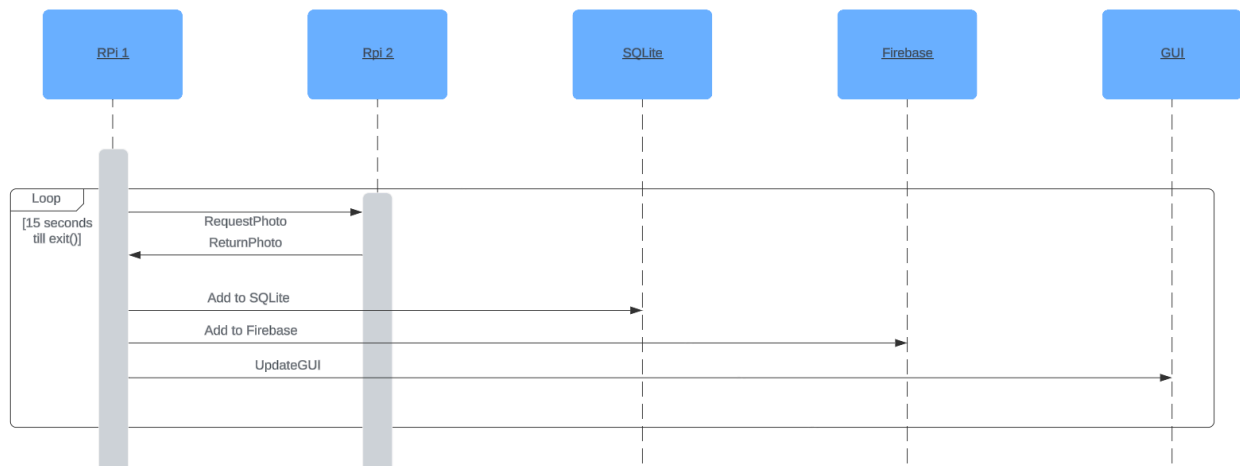 RPi 1
Rpi 2
SQLite
Firebase
GUI
Loop
[15 seconds
till exit()]
RequestPhoto
ReturnPhoto
Add to SQLite
Add to Firebase
UpdateGUI